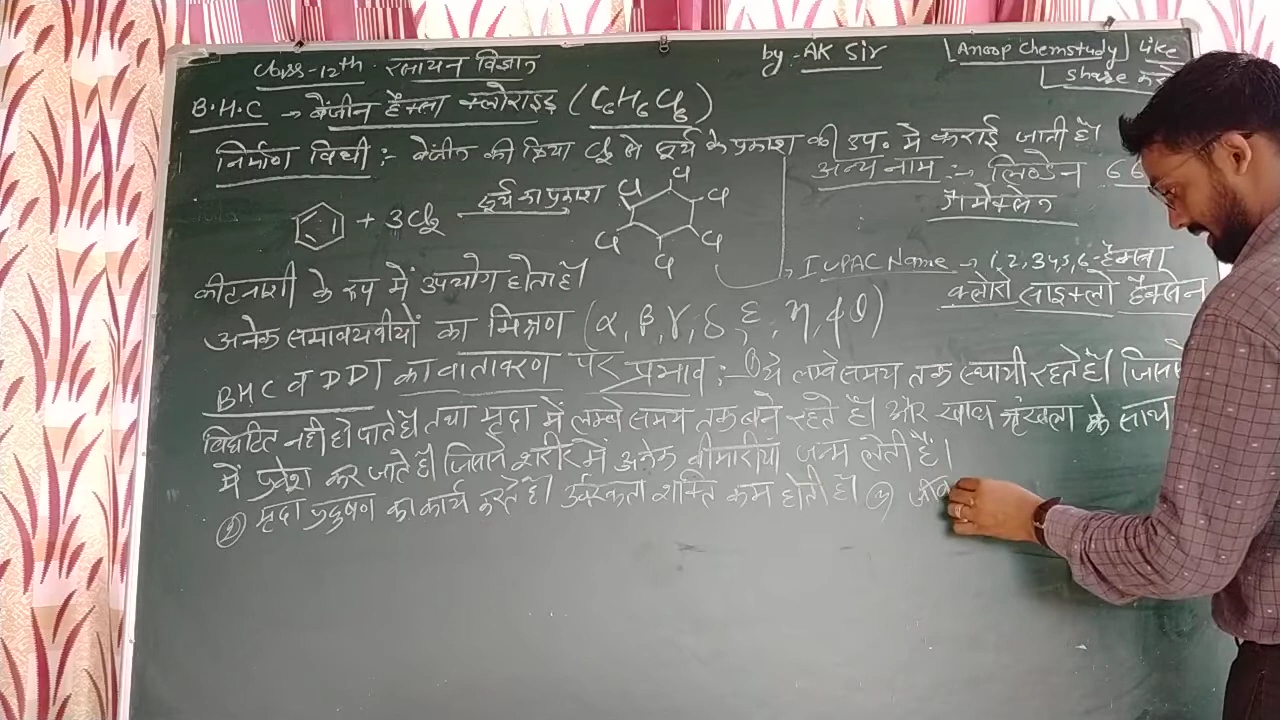 Class-12th रसायन विज्ञान by:- AK Sir Anoop Chemstudy Like
Share करें
B.H.C → बेंजीन हैक्सा क्लोराइड (C₆H₆Cl₆)
निर्माण विधी :- बेंजीन की क्रिया Cl₂ से सूर्य के प्रकाश की उप० में कराई जाती है।
अन्य नाम :→ लिण्डेन 66
गैमेक्सेन
+ 3Cl₂ सूर्य का प्रकाश Cl Cl Cl Cl Cl Cl
IUPAC Name → 1,2,3,4,5,6-हैक्सा
क्लोरो साइक्लो हैक्सेन
कीटनाशी के रूप में उपयोग होता है।
अनेक समावयवीयों का मिश्रण (α, β, γ, δ, ε, η, φ θ)
BHC व DDT का वातावरण पर प्रभाव :- ① ये लम्बे समय तक स्थायी रहते हैं। जिससे
विघटित नही हो पाते है तथा मृदा में लम्बे समय तक बने रहते हैं। और खाद्य श्रृंखला के साथ
में प्रवेश कर जाते हैं। जिससे शरीर में अनेक बीमारीयाँ जन्म लेती हैं।
② मृदा प्रदुषण का कार्य करते है। उर्वरकता शक्ति कम होती है। ③